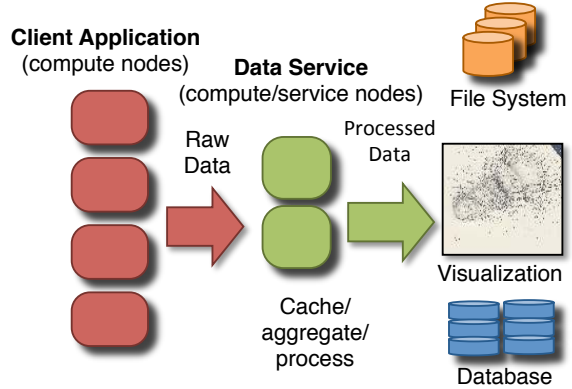 Client Application
(compute nodes)
Data Service
(compute/service nodes)
File System
Raw
Data
Processed
Data
Visualization
Cache/
aggregate/
process
Database